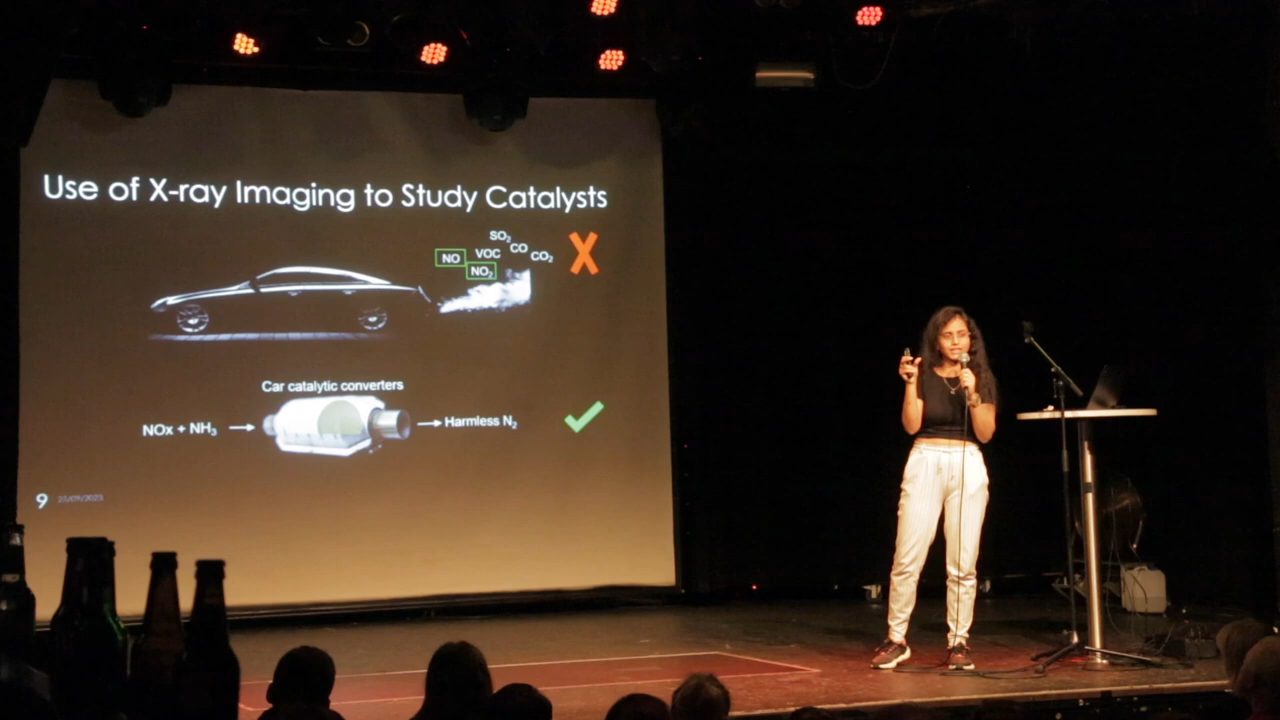 Use of X-ray Imaging to Study Catalysts
SO₂
NO VOC CO CO₂
NO₂
X
Car catalytic converters
NOx + NH₃ → → Harmless N₂
9